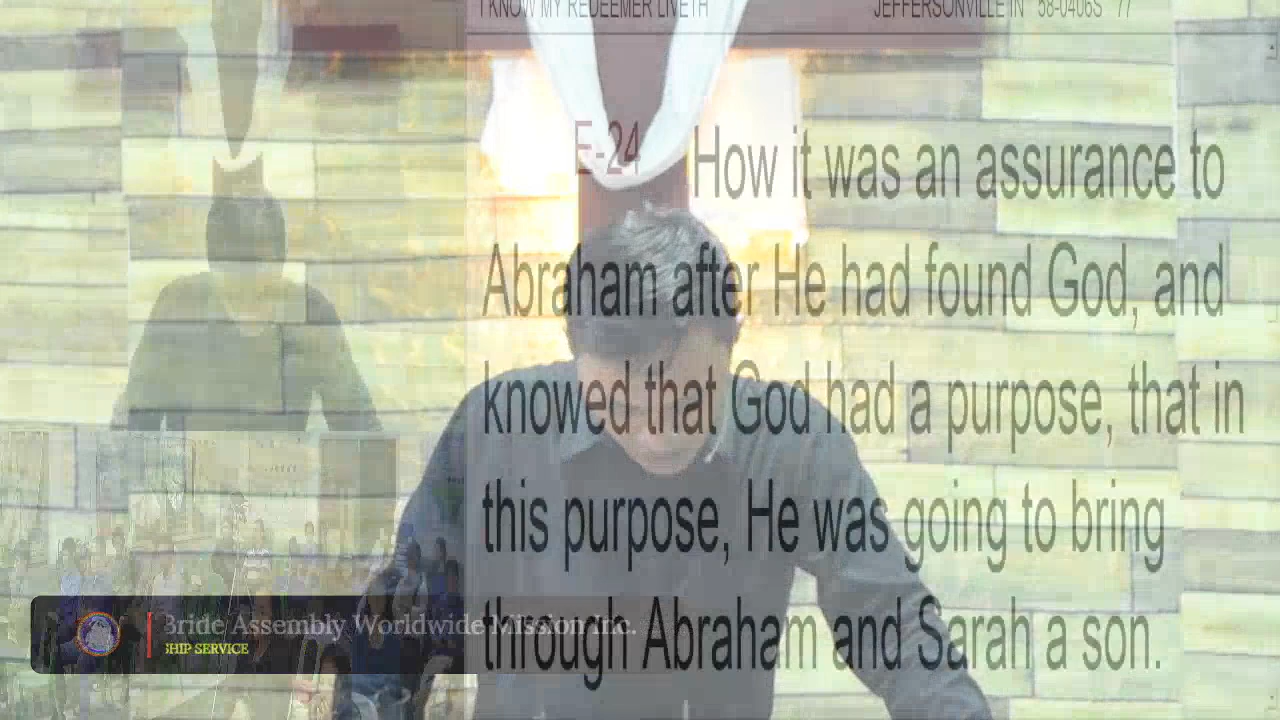 I KNOW MY REDEEMER LIVETH JEFFERSONVILLE IN 58-0406S 77
E-24 How it was an assurance to
Abraham after He had found God, and
knowed that God had a purpose, that in
this purpose, He was going to bring
through Abraham and Sarah a son.
Bride Assembly Worldwide Mission Inc.
SHIP SERVICE